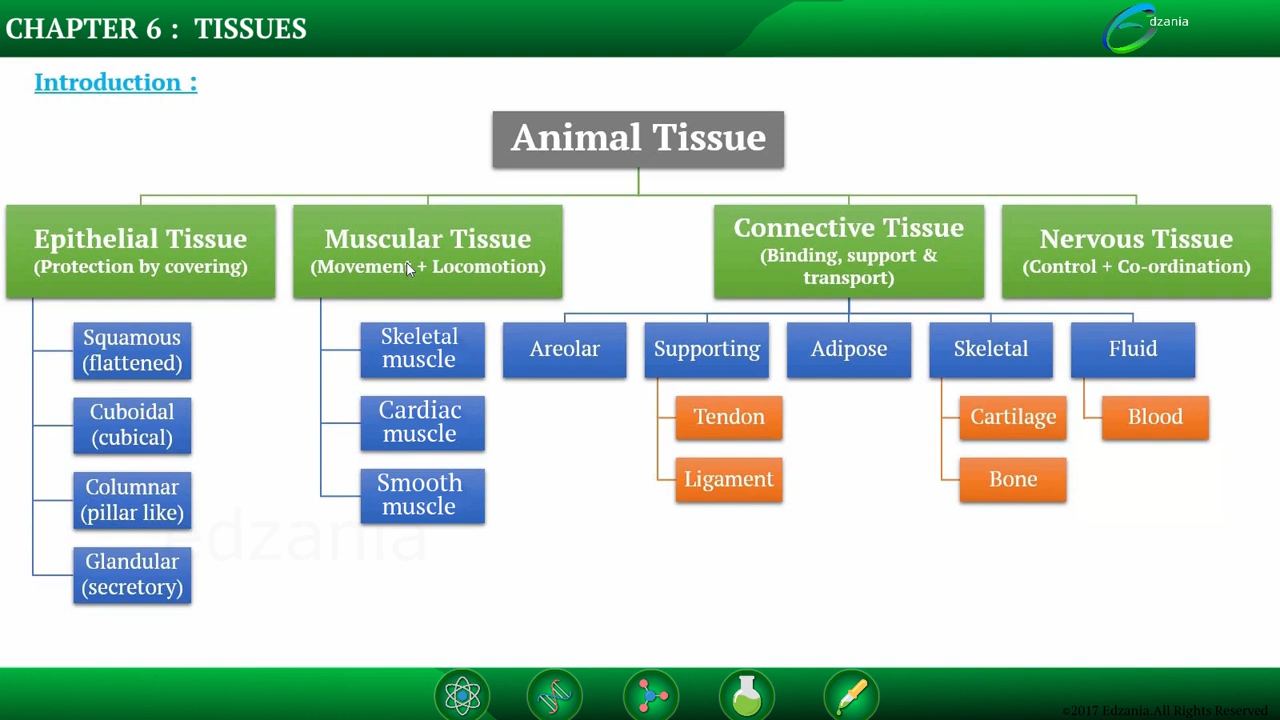 CHAPTER 6 :  TISSUES
dzania
Introduction :
Animal Tissue
Epithelial Tissue
(Protection by covering)
Muscular Tissue
(Movement + Locomotion)
Connective Tissue
(Binding, support &
transport)
Nervous Tissue
(Control + Co-ordination)
Squamous
(flattened)
Cuboidal
(cubical)
Columnar
(pillar like)
Glandular
(secretory)
Skeletal
muscle
Cardiac
muscle
Smooth
muscle
Areolar
Supporting
Adipose
Skeletal
Fluid
Tendon
Ligament
Cartilage
Bone
Blood
edzania
©2017 Edzania.All Rights Reserved